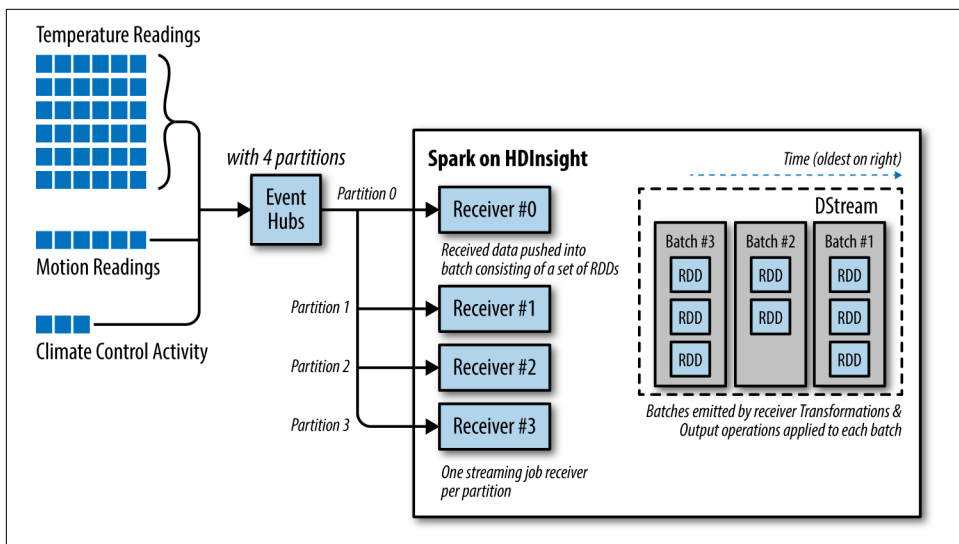 Temperature Readings
Motion Readings
Climate Control Activity
with 4 partitions
Event
Hubs
Partition 0
Partition 1
Partition 2
Partition 3
Spark on HDInsight
Receiver #0
Received data pushed into
batch consisting of a set of RDDs
Receiver #1
Receiver #2
Receiver #3
One streaming job receiver
per partition
Time (oldest on right)
DStream
Batch #3
RDD
RDD
RDD
Batch #2
RDD
RDD
Batch #1
RDD
RDD
RDD
Batches emitted by receiver Transformations &
Output operations applied to each batch